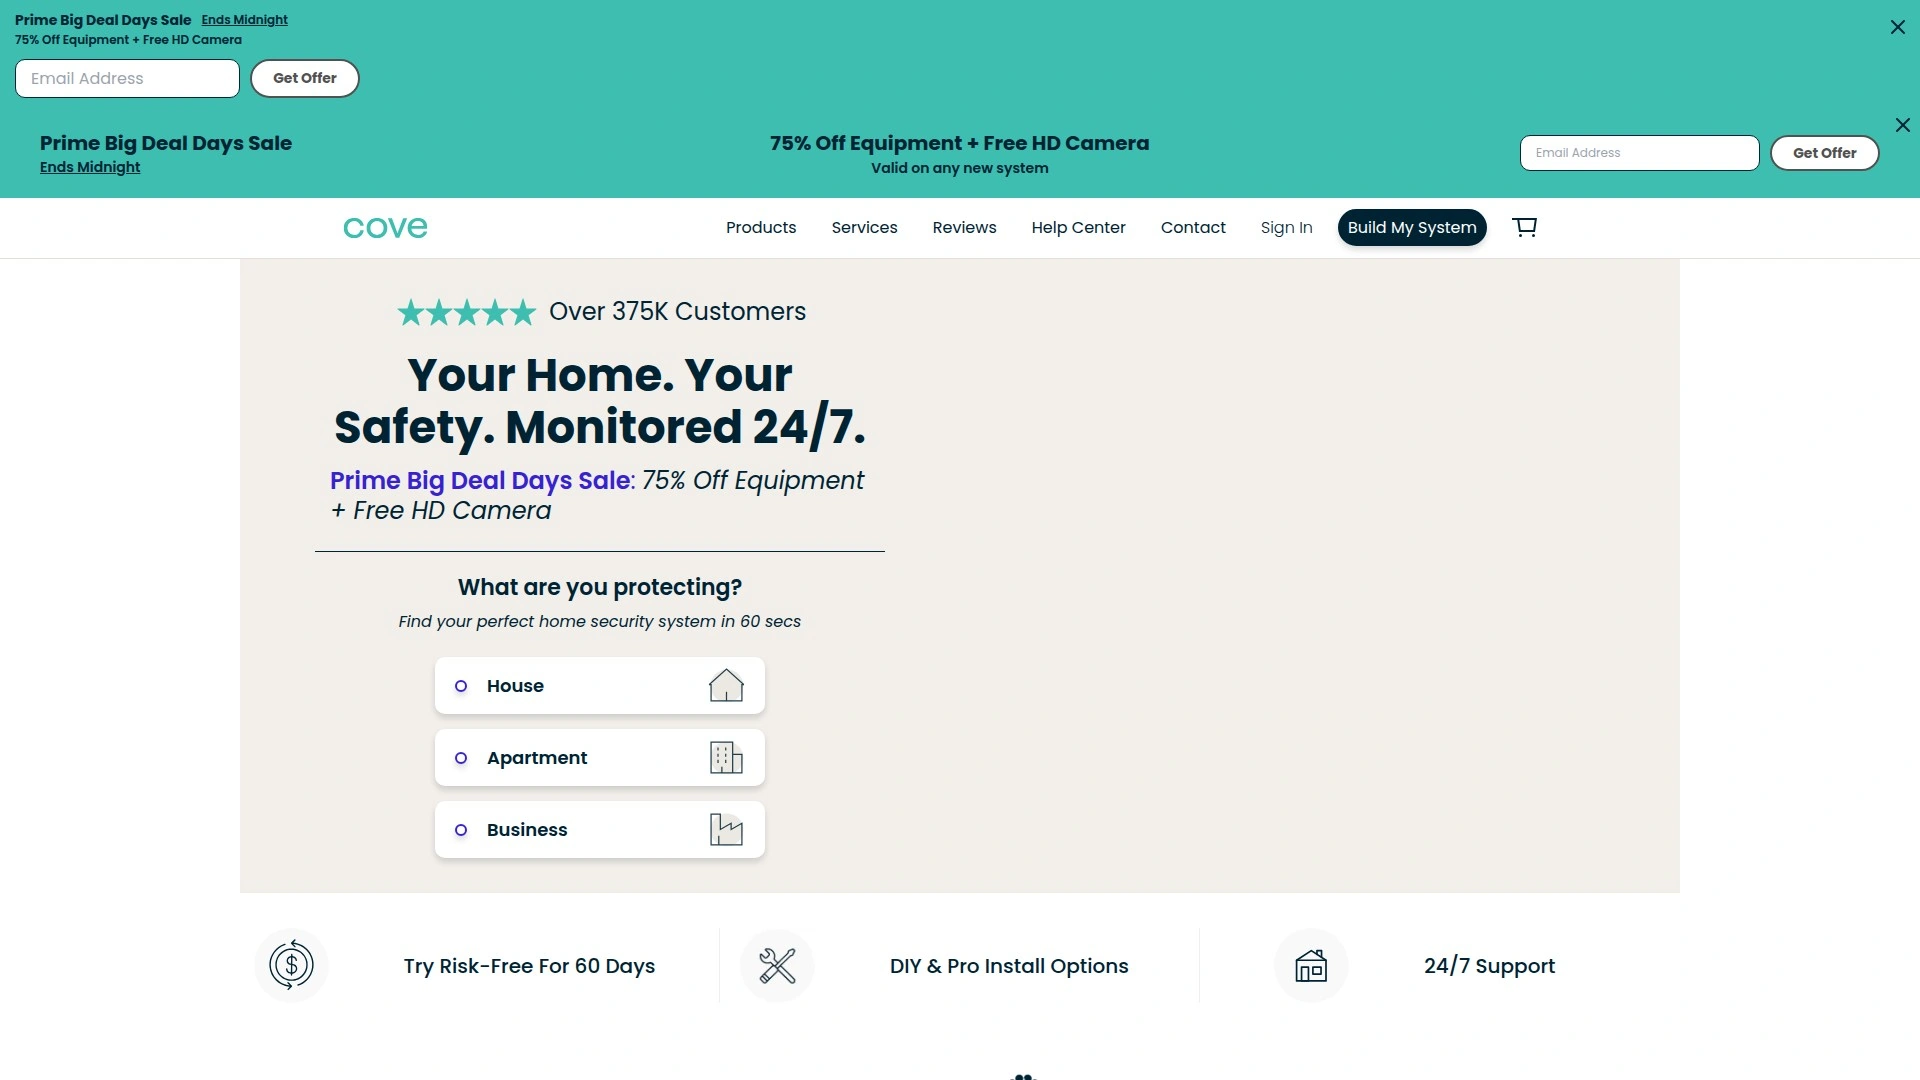 Prime Big Deal Days Sale Ends Midnight
75% Off Equipment + Free HD Camera
Email Address Get Offer
Prime Big Deal Days Sale
Ends Midnight
75% Off Equipment + Free HD Camera
Valid on any new system
Email Address Get Offer
cove Products Services Reviews Help Center Contact Sign In Build My System
Over 375K Customers
Your Home. Your
Safety. Monitored 24/7.
Prime Big Deal Days Sale: 75% Off Equipment
+ Free HD Camera
What are you protecting?
Find your perfect home security system in 60 secs
House
Apartment
Business
Try Risk-Free For 60 Days
DIY & Pro Install Options
24/7 Support